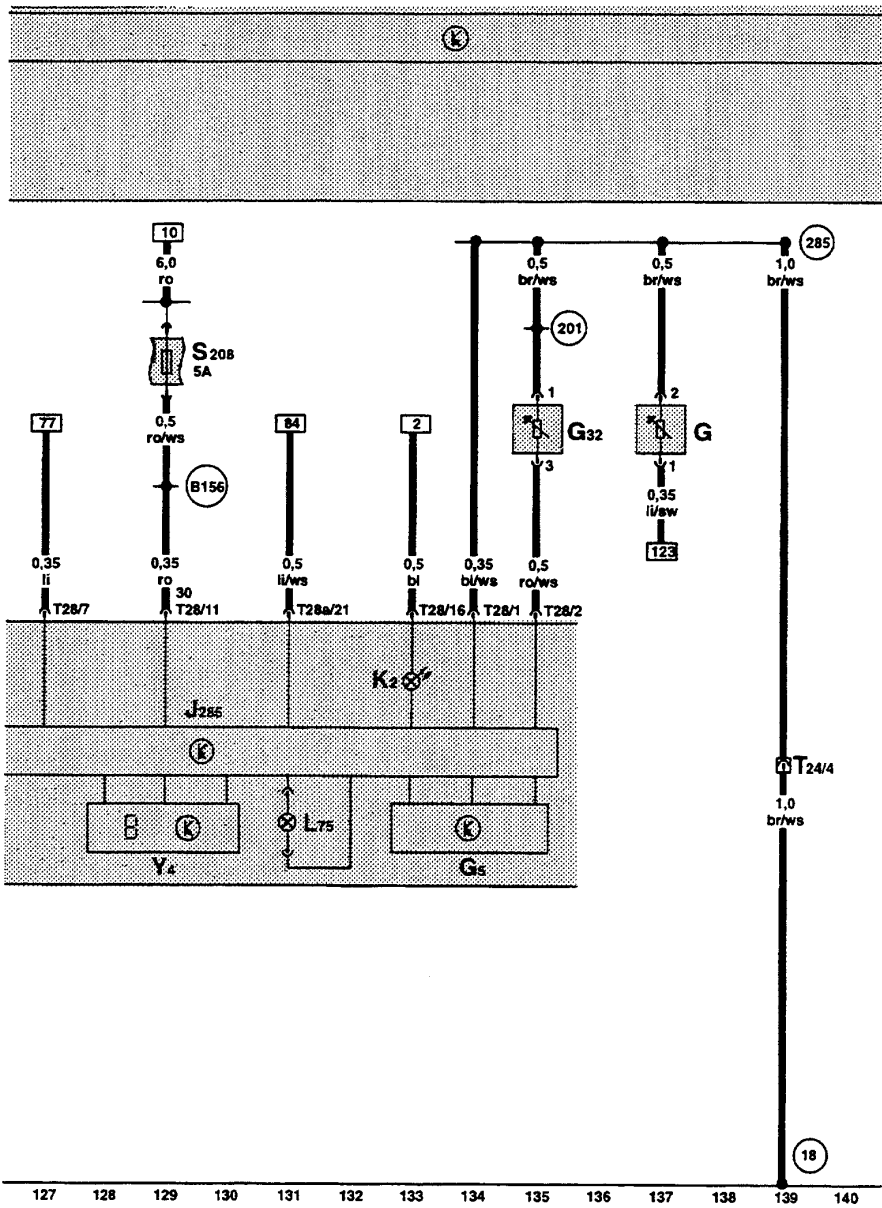 k
10
285
6,0
ro
0,5
br/ws
0,5
br/ws
1,0
br/ws
201
S208
5A
1
2
77
0,5
ro/ws
84
2
G32
G
3
1
B156
0,35
li/sw
123
0,35
li
0,35
ro
0,5
li/ws
0,5
bl
0,35
bl/ws
0,5
ro/ws
30
T28/7
T28/11
T28a/21
T28/16
T28/1
T28/2
K2
J285
k
T24/4
1,0
br/ws
L75
k
k
Y4
G5
18
127 128 129 130 131 132 133 134 135 136 137 138 139 140